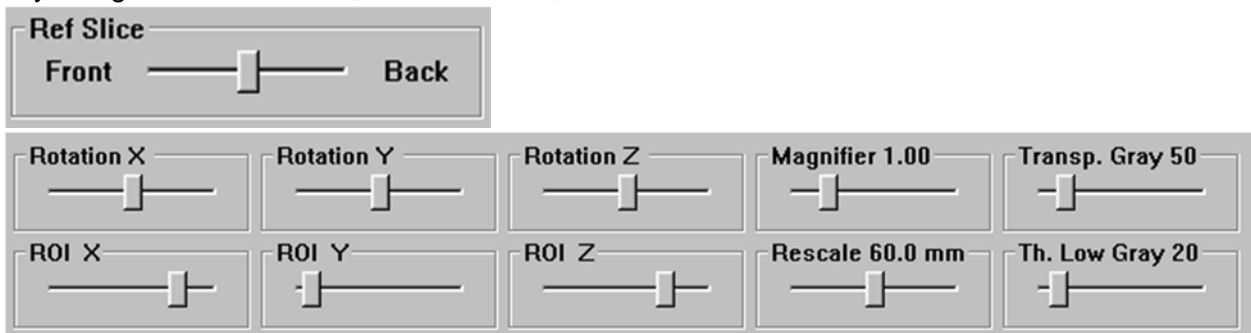 Ref Slice
Front Back
Rotation X Rotation Y Rotation Z Magnifier 1.00 Transp. Gray 50
ROI X ROI Y ROI Z Rescale 60.0 mm Th. Low Gray 20